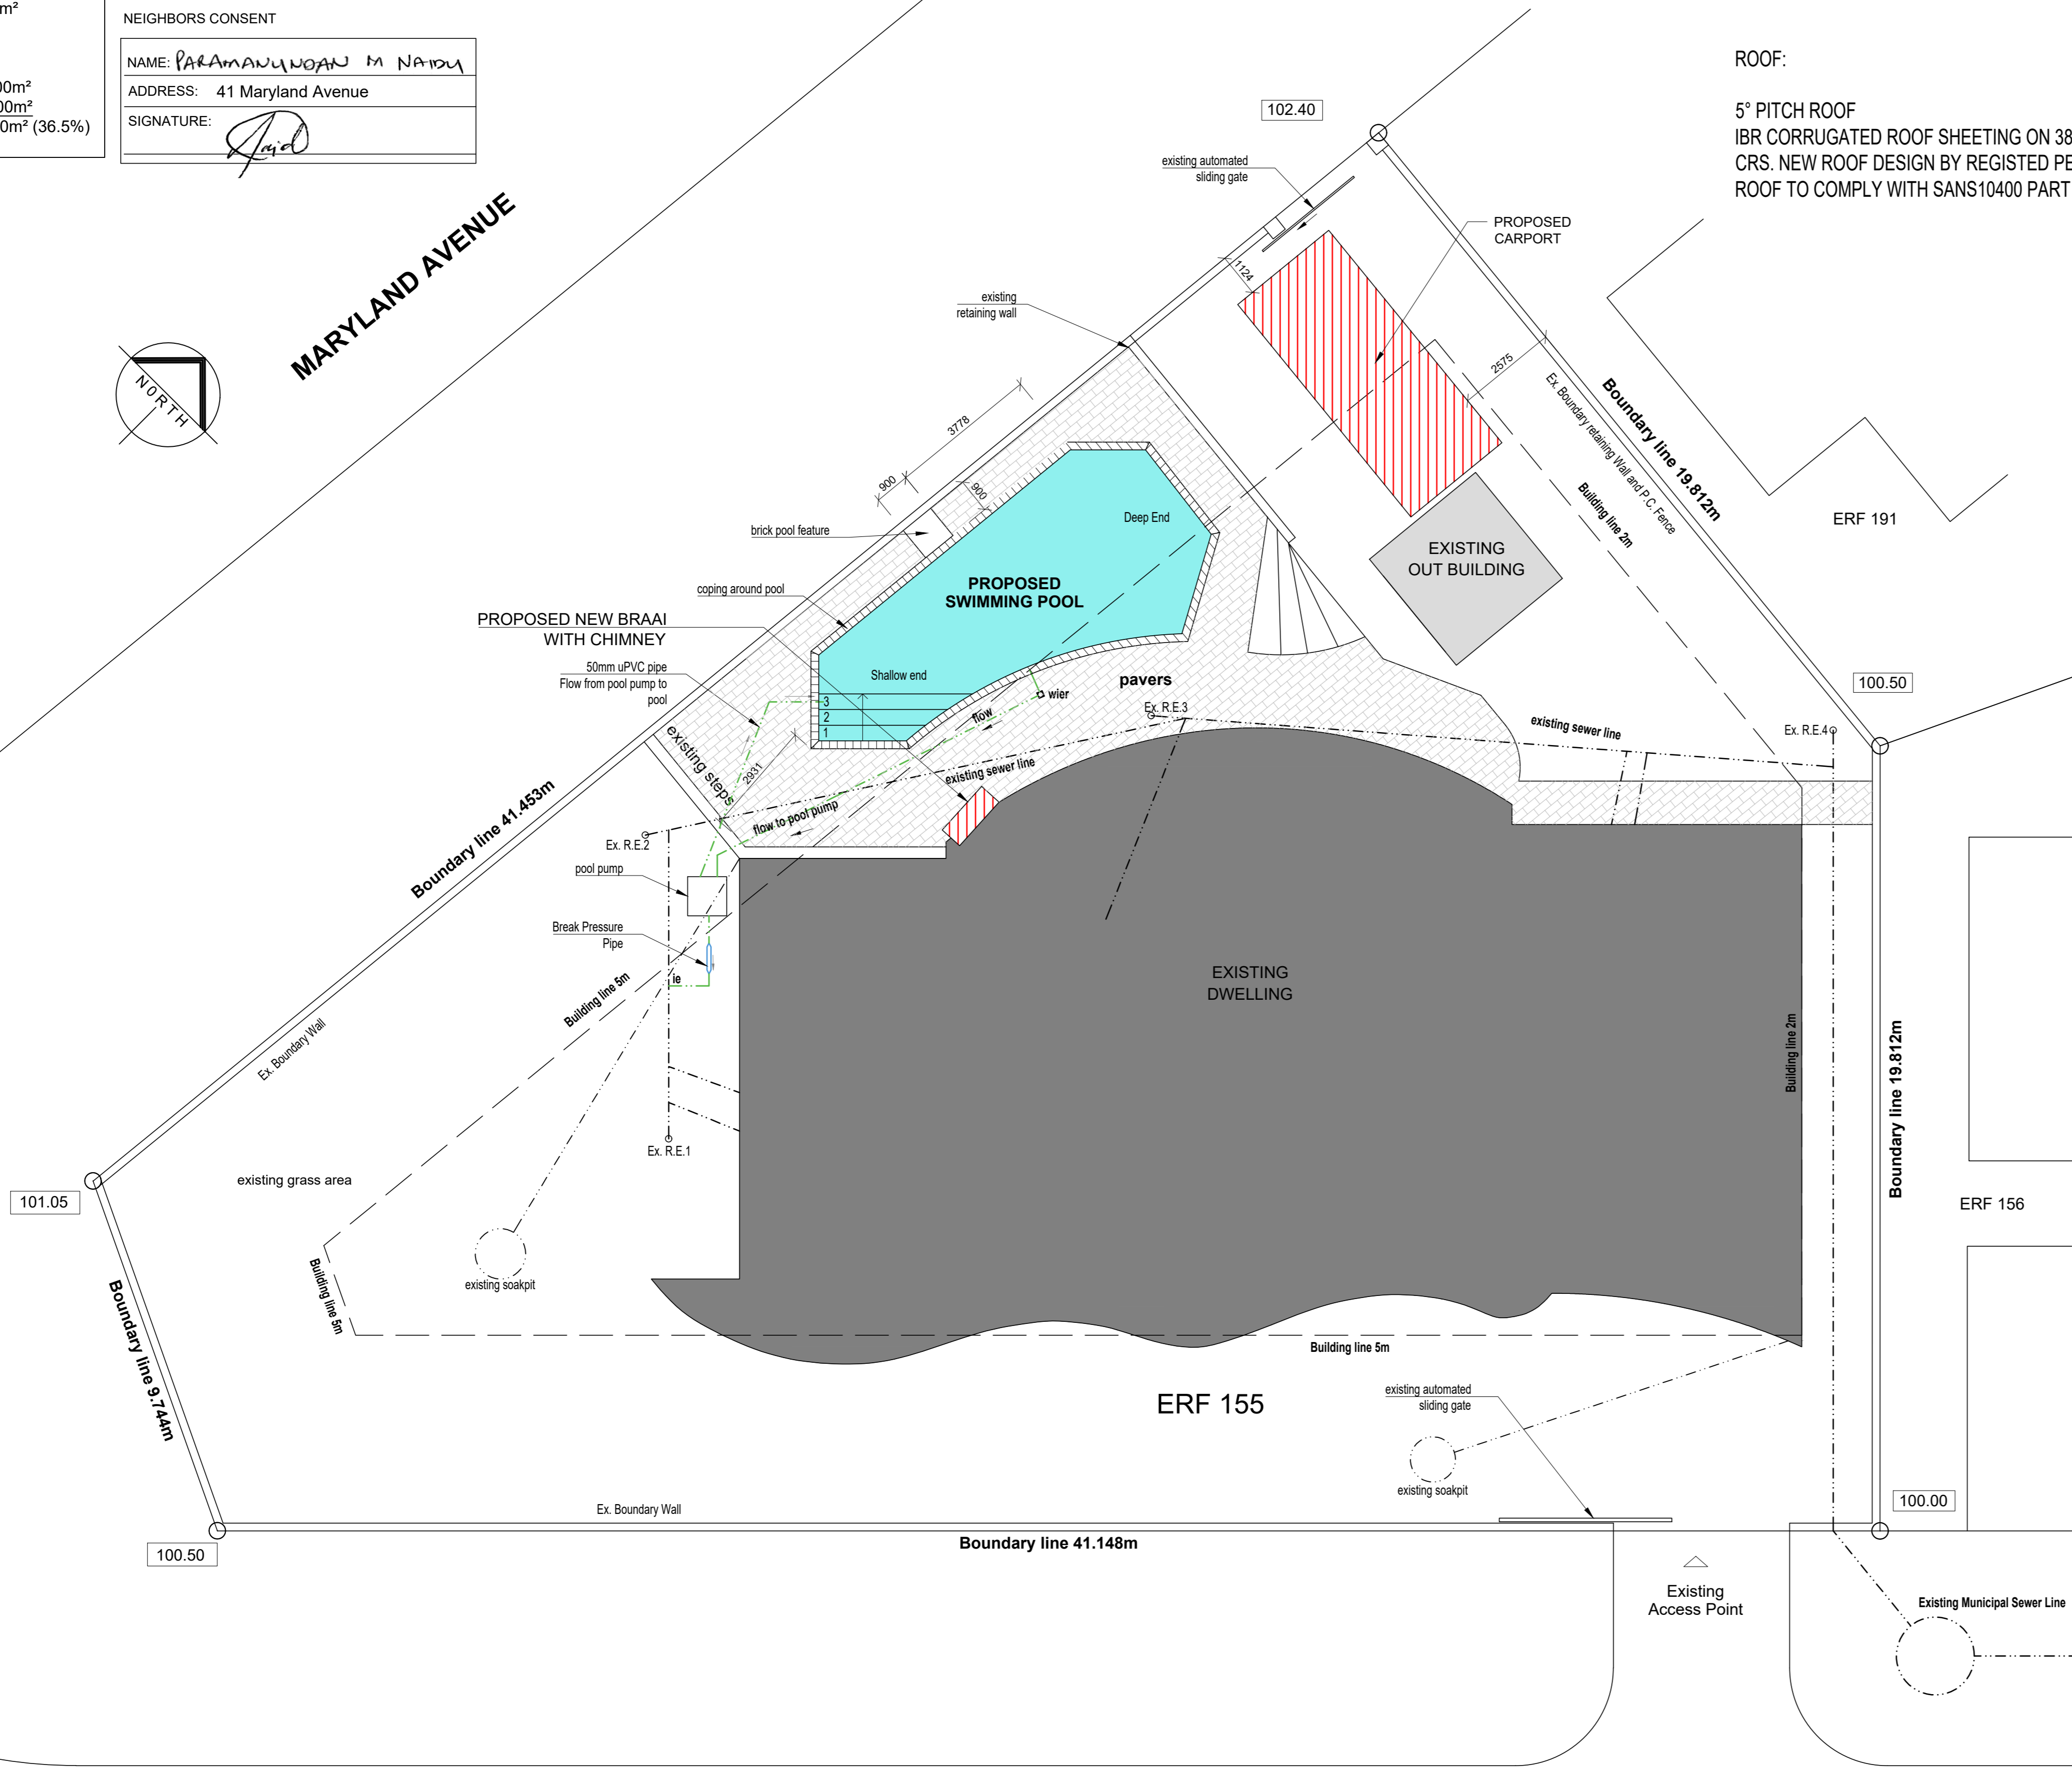 m²
00m²
00m²
0m² (36.5%)
NEIGHBORS CONSENT
NAME: PARAMANUNDAN M NAIDU
ADDRESS: 41 Maryland Avenue
SIGNATURE:
ROOF:
5° PITCH ROOF
IBR CORRUGATED ROOF SHEETING ON 38
CRS. NEW ROOF DESIGN BY REGISTED PE
ROOF TO COMPLY WITH SANS10400 PART
102.40
existing automated
sliding gate
PROPOSED
CARPORT
MARYLAND AVENUE
NORTH
existing
retaining wall
1124
2575
Boundary line 19.812m
Ex. Boundary retaining Wall and P.C. Fence
Building line 2m
ERF 191
3778
900
900
brick pool feature
Deep End
EXISTING
OUT BUILDING
PROPOSED
SWIMMING POOL
coping around pool
PROPOSED NEW BRAAI
WITH CHIMNEY
50mm uPVC pipe
Flow from pool pump to
pool
Shallow end
3
2
1
pavers
wier
flow
Ex. R.E.3
100.50
existing sewer line
Ex. R.E.4
existing steps
2931
existing sewer line
flow to pool pump
Boundary line 41.453m
Ex. R.E.2
pool pump
Break Pressure
Pipe
ie
Building line 5m
EXISTING
DWELLING
Building line 2m
Boundary line 19.812m
Ex. Boundary Wall
Ex. R.E.1
existing grass area
101.05
ERF 156
existing soakpit
Building line 5m
Boundary line 9.744m
Building line 5m
ERF 155
existing automated
sliding gate
existing soakpit
100.00
Ex. Boundary Wall
100.50
Boundary line 41.148m
Existing
Access Point
Existing Municipal Sewer Line